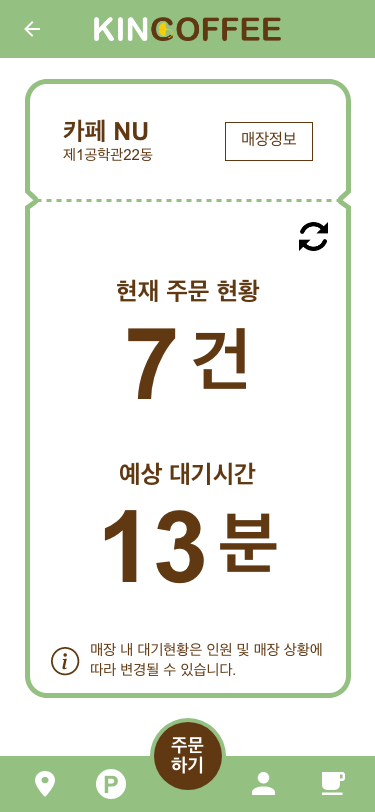 KINCOFFEE
카페 NU
제1공학관22동
매장정보
현재 주문 현황
7 건
예상 대기시간
13 분
매장 내 대기현황은 인원 및 매장 상황에
따라 변경될 수 있습니다.
주문
하기
P